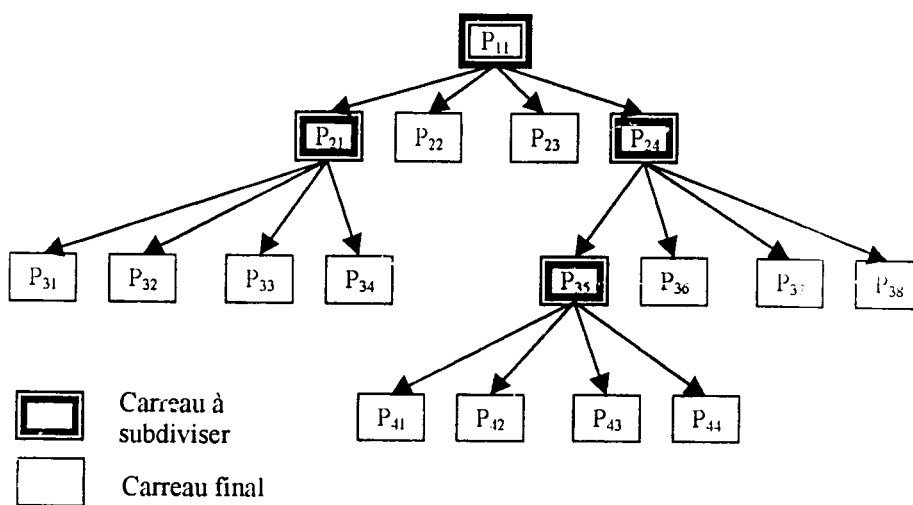 P₁₁
P₂₁ P₂₂ P₂₃ P₂₄
P₃₁ P₃₂ P₃₃ P₃₄ P₃₅ P₃₆ P₃₇ P₃₈
P₄₁ P₄₂ P₄₃ P₄₄
Carreau à
subdiviser
Carreau final